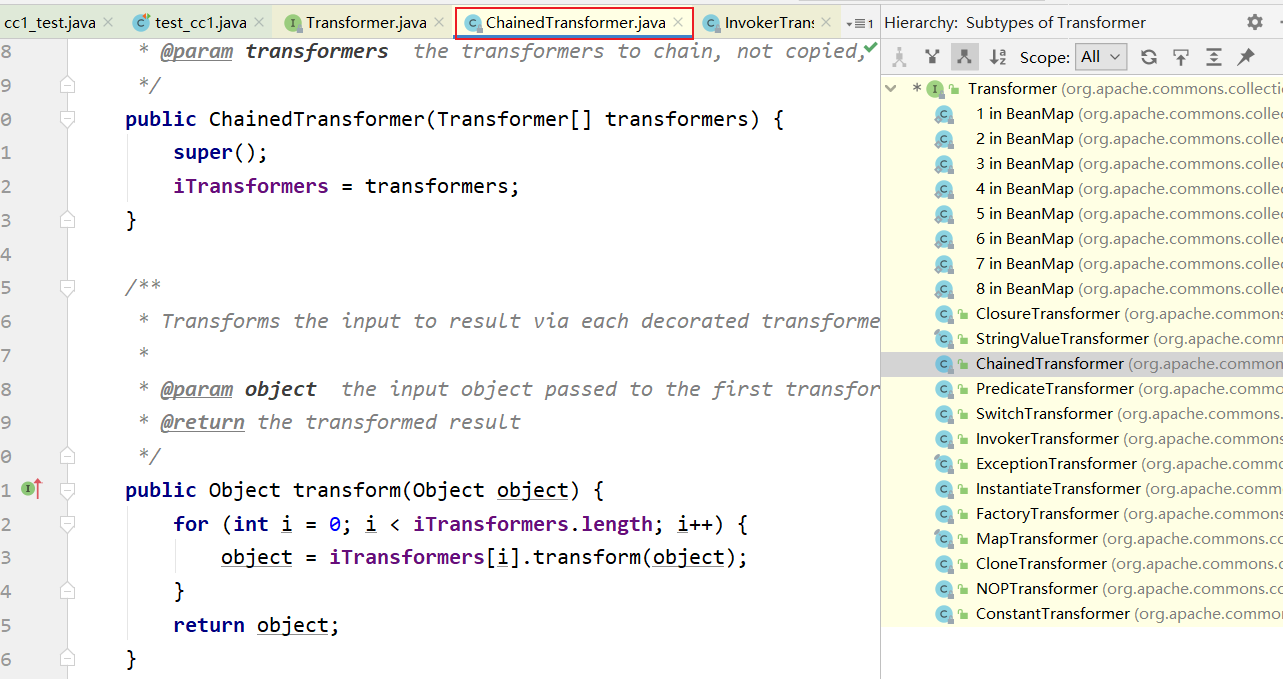 cc1_test.java test_cc1.java Transformer.java ChainedTransformer.java InvokerTrans 1
Hierarchy: Subtypes of Transformer
Scope: All
8 * @param transformers the transformers to chain, not copied,
9 */
0 public ChainedTransformer(Transformer[] transformers) {
1 super();
2 iTransformers = transformers;
3 }
4
5 /**
6 * Transforms the input to result via each decorated transforme
7 *
8 * @param object the input object passed to the first transfor
9 * @return the transformed result
0 */
1 public Object transform(Object object) {
2 for (int i = 0; i < iTransformers.length; i++) {
3 object = iTransformers[i].transform(object);
4 }
5 return object;
6 }
* Transformer (org.apache.commons.collectio
1 in BeanMap (org.apache.commons.collec
2 in BeanMap (org.apache.commons.collec
3 in BeanMap (org.apache.commons.collec
4 in BeanMap (org.apache.commons.collec
5 in BeanMap (org.apache.commons.collec
6 in BeanMap (org.apache.commons.collec
7 in BeanMap (org.apache.commons.collec
8 in BeanMap (org.apache.commons.collec
ClosureTransformer (org.apache.commons
StringValueTransformer (org.apache.comm
ChainedTransformer (org.apache.common
PredicateTransformer (org.apache.commo
SwitchTransformer (org.apache.commons.
InvokerTransformer (org.apache.commons
ExceptionTransformer (org.apache.commo
InstantiateTransformer (org.apache.comm
FactoryTransformer (org.apache.commons
MapTransformer (org.apache.commons.co
CloneTransformer (org.apache.commons.c
NOPTransformer (org.apache.commons.cc
ConstantTransformer (org.apache.commo